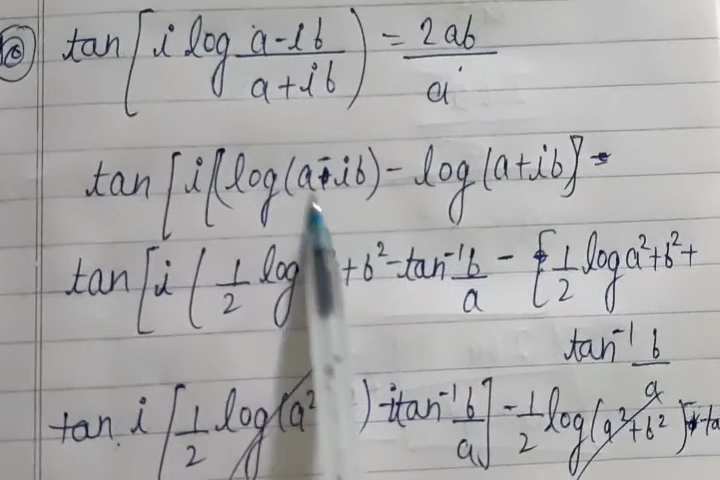 ⑥ tan [ i log (a-ib)/(a+ib) ) = 2ab/a
tan [ i [ (log(a-ib) - log(a+ib] =
tan [ i ( 1/2 log +b² - tan⁻¹ b/a - [ 1/2 log a²+b² +
tan⁻¹ b/a
tan i [ 1/2 log(a² ) - i tan⁻¹ b/a ] - 1/2 log(a²+b²)